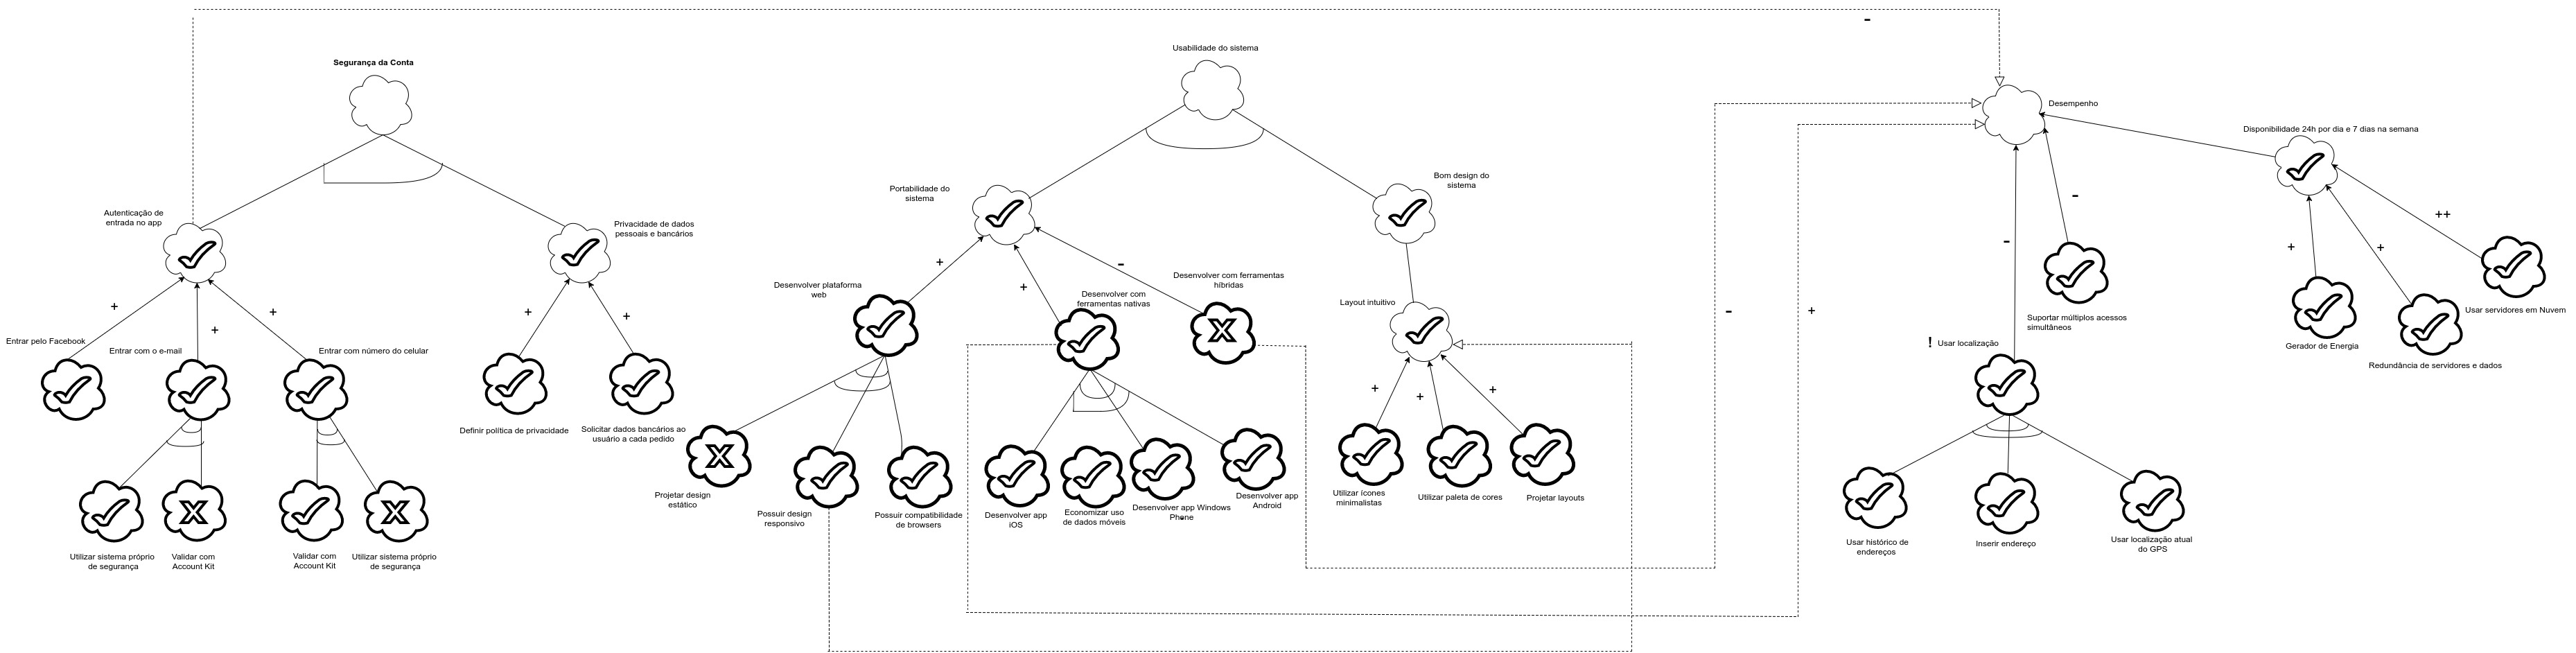 -
Usabilidade do sistema
Segurança da Conta
Desempenho
Disponibilidade 24h por dia e 7 dias na semana
Bom design do
sistema
Portabilidade do
sistema
-
Autenticação de
entrada no app
++
Privacidade de dados
pessoais e bancários
-
+
+
+
-
Desenvolver com ferramentas
híbridas
Desenvolver plataforma
web
+
Desenvolver com
ferramentas nativas
Layout intuitivo
+
+
+
+
-
+
Usar servidores em Nuvem
+
Suportar múltiplos acessos
simultâneos
+
Entrar pelo Facebook
Entrar com o e-mail
Entrar com número do celular
X
! Usar localização
Gerador de Energia
Redundância de servidores e dados
+
+
+
Definir política de privacidade
Solicitar dados bancários ao
usuário a cada pedido
X
Projetar design
estático
Possuir design
responsivo
Possuir compatibilidade
de browsers
Desenvolver app
iOS
Economizar uso
de dados móveis
Desenvolver app Windows
Phone
Desenvolver app
Android
Utilizar ícones
minimalistas
Utilizar paleta de cores
Projetar layouts
X
X
Usar histórico de
endereços
Inserir endereço
Usar localização atual
do GPS
Utilizar sistema próprio
de segurança
Validar com
Account Kit
Validar com
Account Kit
Utilizar sistema próprio
de segurança